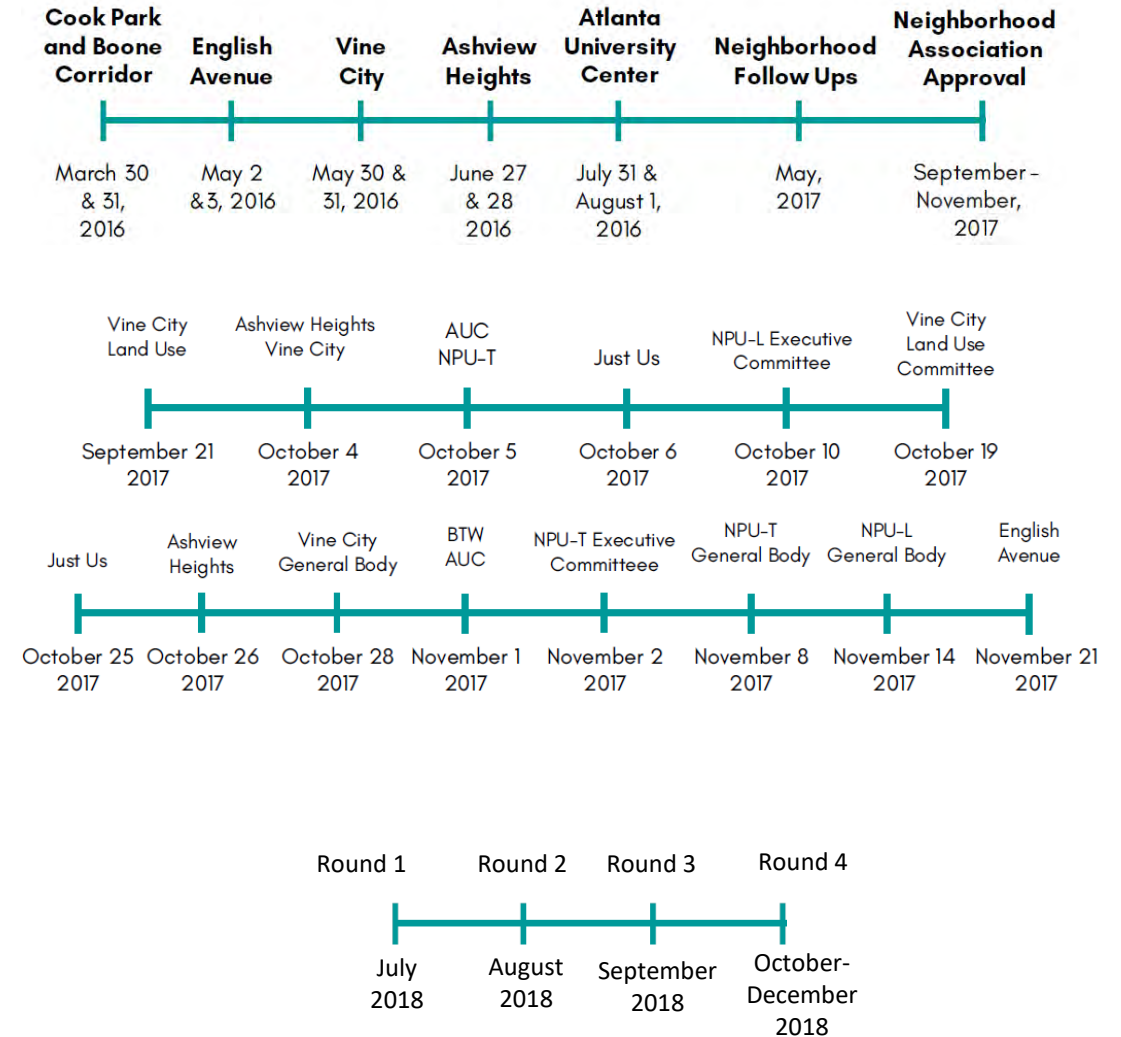 Cook Park
and Boone
Corridor
English
Avenue
Vine
City
Ashview
Heights
Atlanta
University
Center
Neighborhood
Follow Ups
Neighborhood
Association
Approval
March 30
& 31,
2016
May 2
&3, 2016
May 30 &
31, 2016
June 27
& 28
2016
July 31 &
August 1,
2016
May,
2017
September –
November,
2017
Vine City
Land Use
Ashview Heights
Vine City
AUC
NPU-T
Just Us
NPU-L Executive
Committee
Vine City
Land Use
Committee
September 21
2017
October 4
2017
October 5
2017
October 6
2017
October 10
2017
October 19
2017
Just Us
Ashview
Heights
Vine City
General Body
BTW
AUC
NPU-T Executive
Committeee
NPU-T
General Body
NPU-L
General Body
English
Avenue
October 25
2017
October 26
2017
October 28
2017
November 1
2017
November 2
2017
November 8
2017
November 14
2017
November 21
2017
Round 1
Round 2
Round 3
Round 4
July
2018
August
2018
September
2018
October-
December
2018